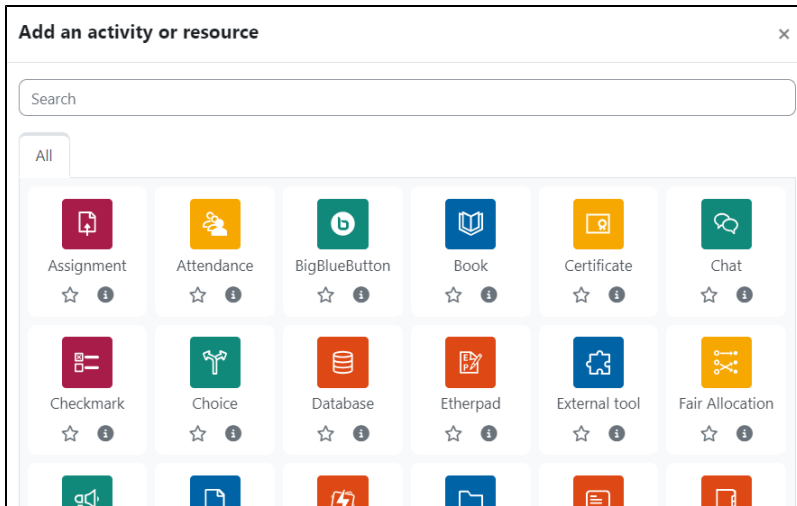 Add an activity or resource
×
Search
All
Assignment Attendance BigBlueButton Book Certificate Chat
Checkmark Choice Database Etherpad External tool Fair Allocation